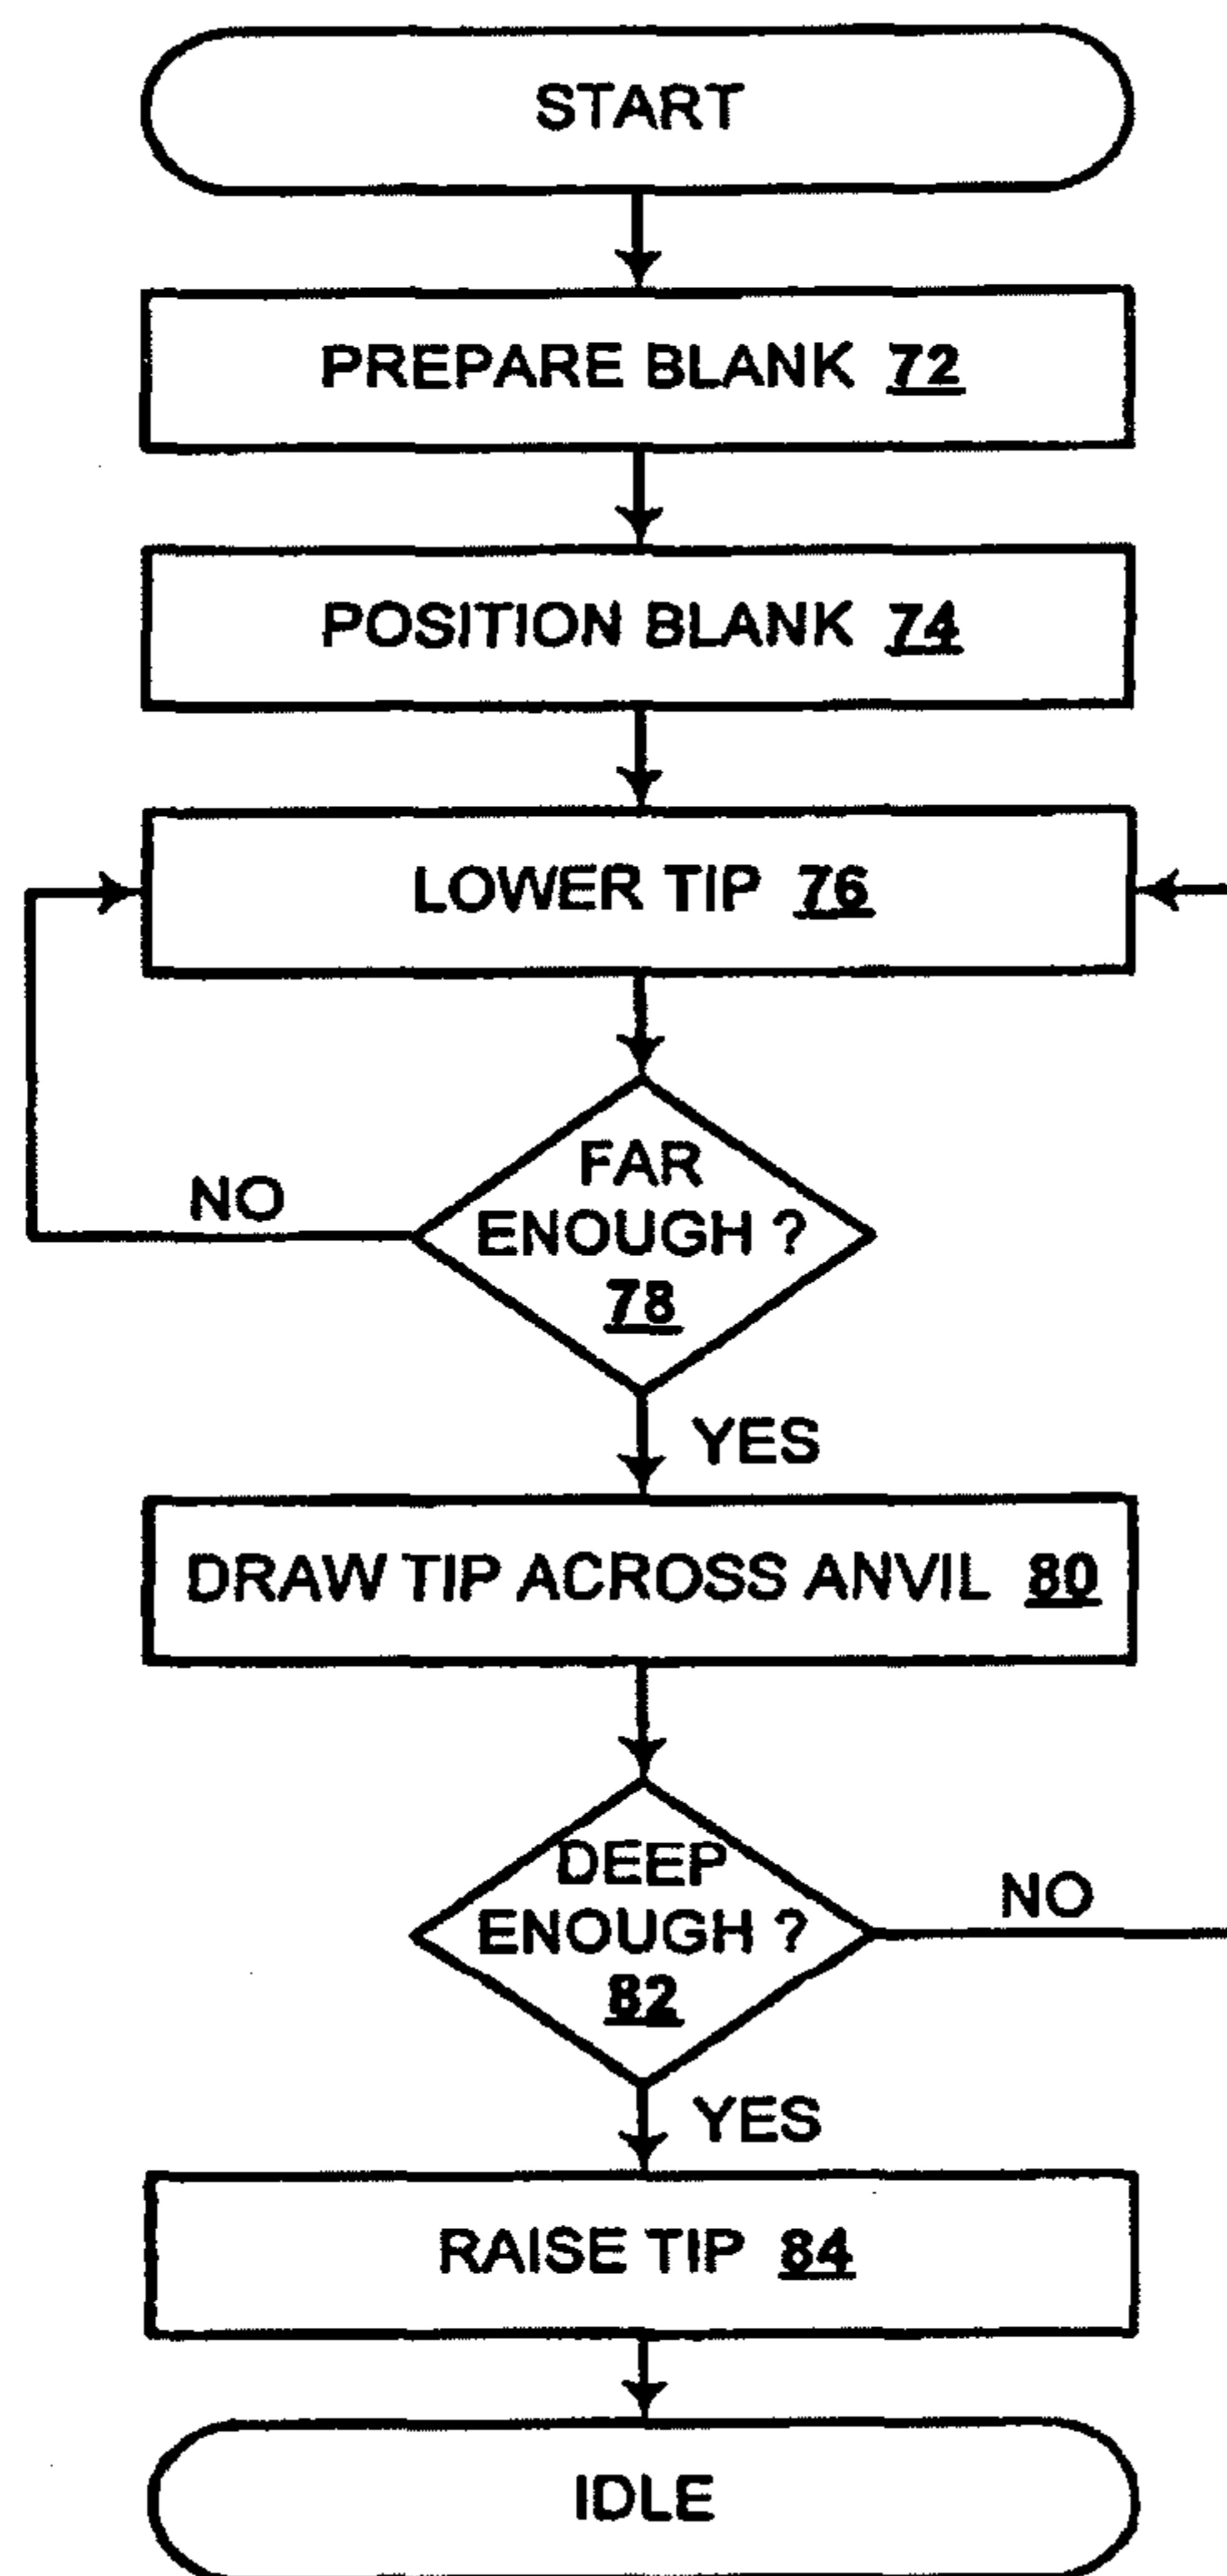 START
PREPARE BLANK 72
POSITION BLANK 74
LOWER TIP 76
FAR
ENOUGH ?
78
NO
YES
DRAW TIP ACROSS ANVIL 80
DEEP
ENOUGH ?
82
NO
YES
RAISE TIP 84
IDLE